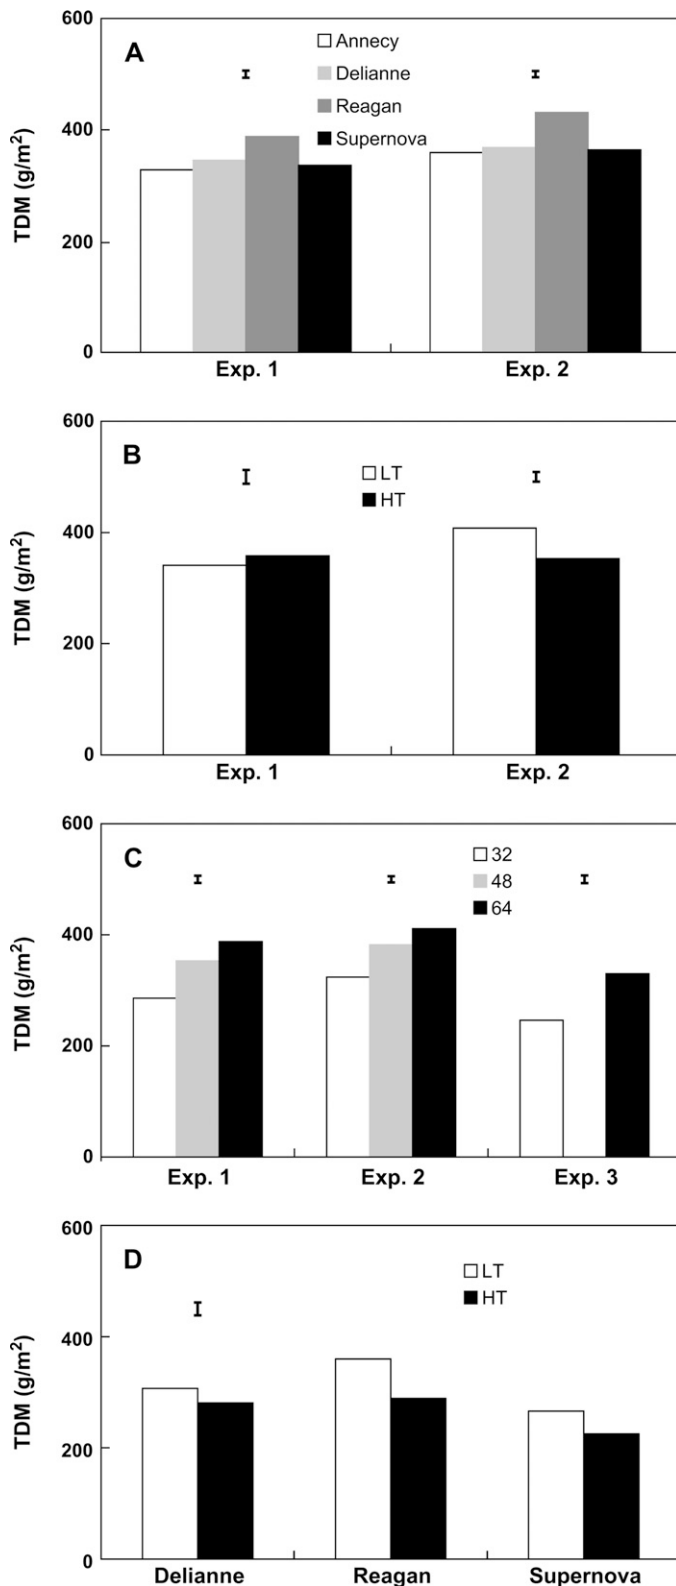 600
A
Annecy
Delianne
Reagan
Supernova
400
200
0
TDM (g/m²)
Exp. 1 Exp. 2
600
B
LT
HT
400
200
0
TDM (g/m²)
Exp. 1 Exp. 2
600
C
32
48
64
400
200
0
TDM (g/m²)
Exp. 1 Exp. 2 Exp. 3
600
D
LT
HT
400
200
0
TDM (g/m²)
Delianne Reagan Supernova